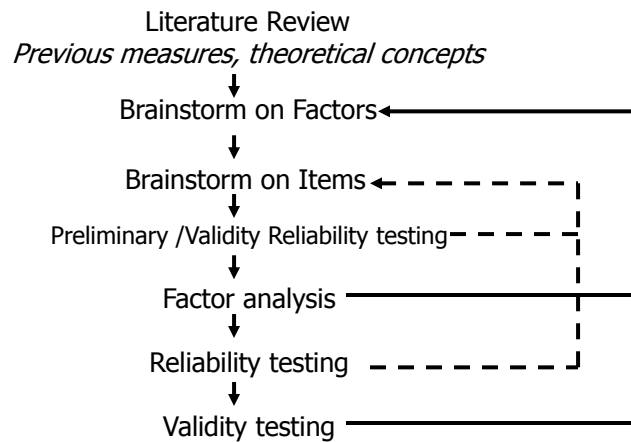 Literature Review
Previous measures, theoretical concepts
Brainstorm on Factors
Brainstorm on Items
Preliminary /Validity Reliability testing
Factor analysis
Reliability testing
Validity testing